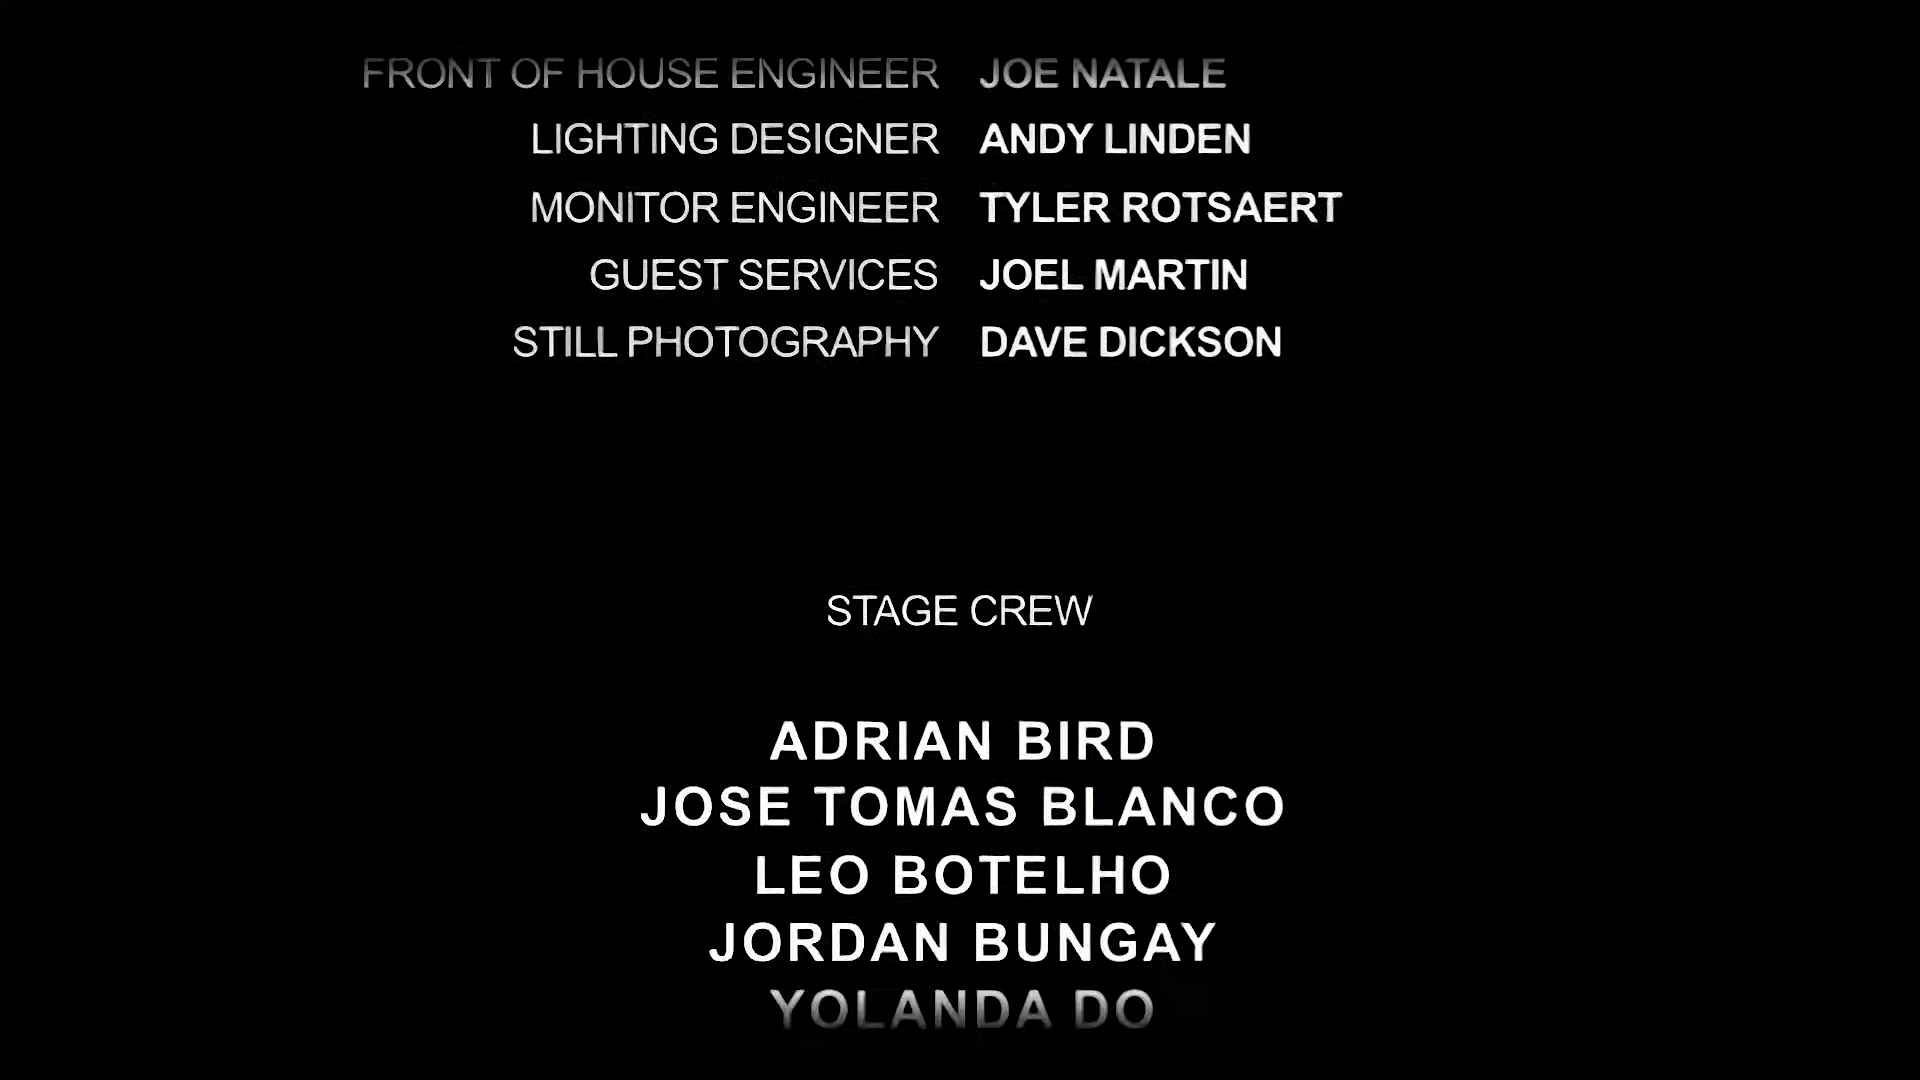 FRONT OF HOUSE ENGINEER JOE NATALE
LIGHTING DESIGNER ANDY LINDEN
MONITOR ENGINEER TYLER ROTSAERT
GUEST SERVICES JOEL MARTIN
STILL PHOTOGRAPHY DAVE DICKSON
STAGE CREW
ADRIAN BIRD
JOSE TOMAS BLANCO
LEO BOTELHO
JORDAN BUNGAY
YOLANDA DO